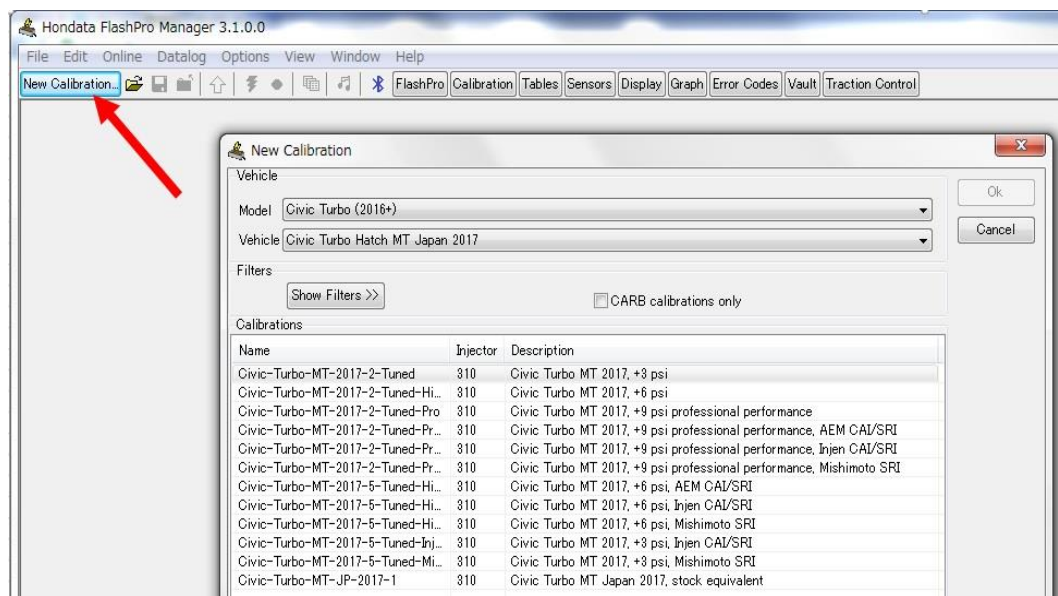 Hondata FlashPro Manager 3.1.0.0
File Edit Online Datalog Options View Window Help
New Calibration... FlashPro Calibration Tables Sensors Display Graph Error Codes Vault Traction Control
New Calibration
Vehicle
Ok
Model Civic Turbo (2016+)
Cancel
Vehicle Civic Turbo Hatch MT Japan 2017
Filters
Show Filters >> CARB calibrations only
Calibrations
Name Injector Description
Civic-Turbo-MT-2017-2-Tuned 310 Civic Turbo MT 2017, +3 psi
Civic-Turbo-MT-2017-2-Tuned-Hi... 310 Civic Turbo MT 2017, +6 psi
Civic-Turbo-MT-2017-2-Tuned-Pro 310 Civic Turbo MT 2017, +9 psi professional performance
Civic-Turbo-MT-2017-2-Tuned-Pr... 310 Civic Turbo MT 2017, +9 psi professional performance, AEM CAI/SRI
Civic-Turbo-MT-2017-2-Tuned-Pr... 310 Civic Turbo MT 2017, +9 psi professional performance, Injen CAI/SRI
Civic-Turbo-MT-2017-2-Tuned-Pr... 310 Civic Turbo MT 2017, +9 psi professional performance, Mishimoto SRI
Civic-Turbo-MT-2017-5-Tuned-Hi... 310 Civic Turbo MT 2017, +6 psi, AEM CAI/SRI
Civic-Turbo-MT-2017-5-Tuned-Hi... 310 Civic Turbo MT 2017, +6 psi, Injen CAI/SRI
Civic-Turbo-MT-2017-5-Tuned-Hi... 310 Civic Turbo MT 2017, +6 psi, Mishimoto SRI
Civic-Turbo-MT-2017-5-Tuned-Inj... 310 Civic Turbo MT 2017, +3 psi, Injen CAI/SRI
Civic-Turbo-MT-2017-5-Tuned-Mi... 310 Civic Turbo MT 2017, +3 psi, Mishimoto SRI
Civic-Turbo-MT-JP-2017-1 310 Civic Turbo MT Japan 2017, stock equivalent